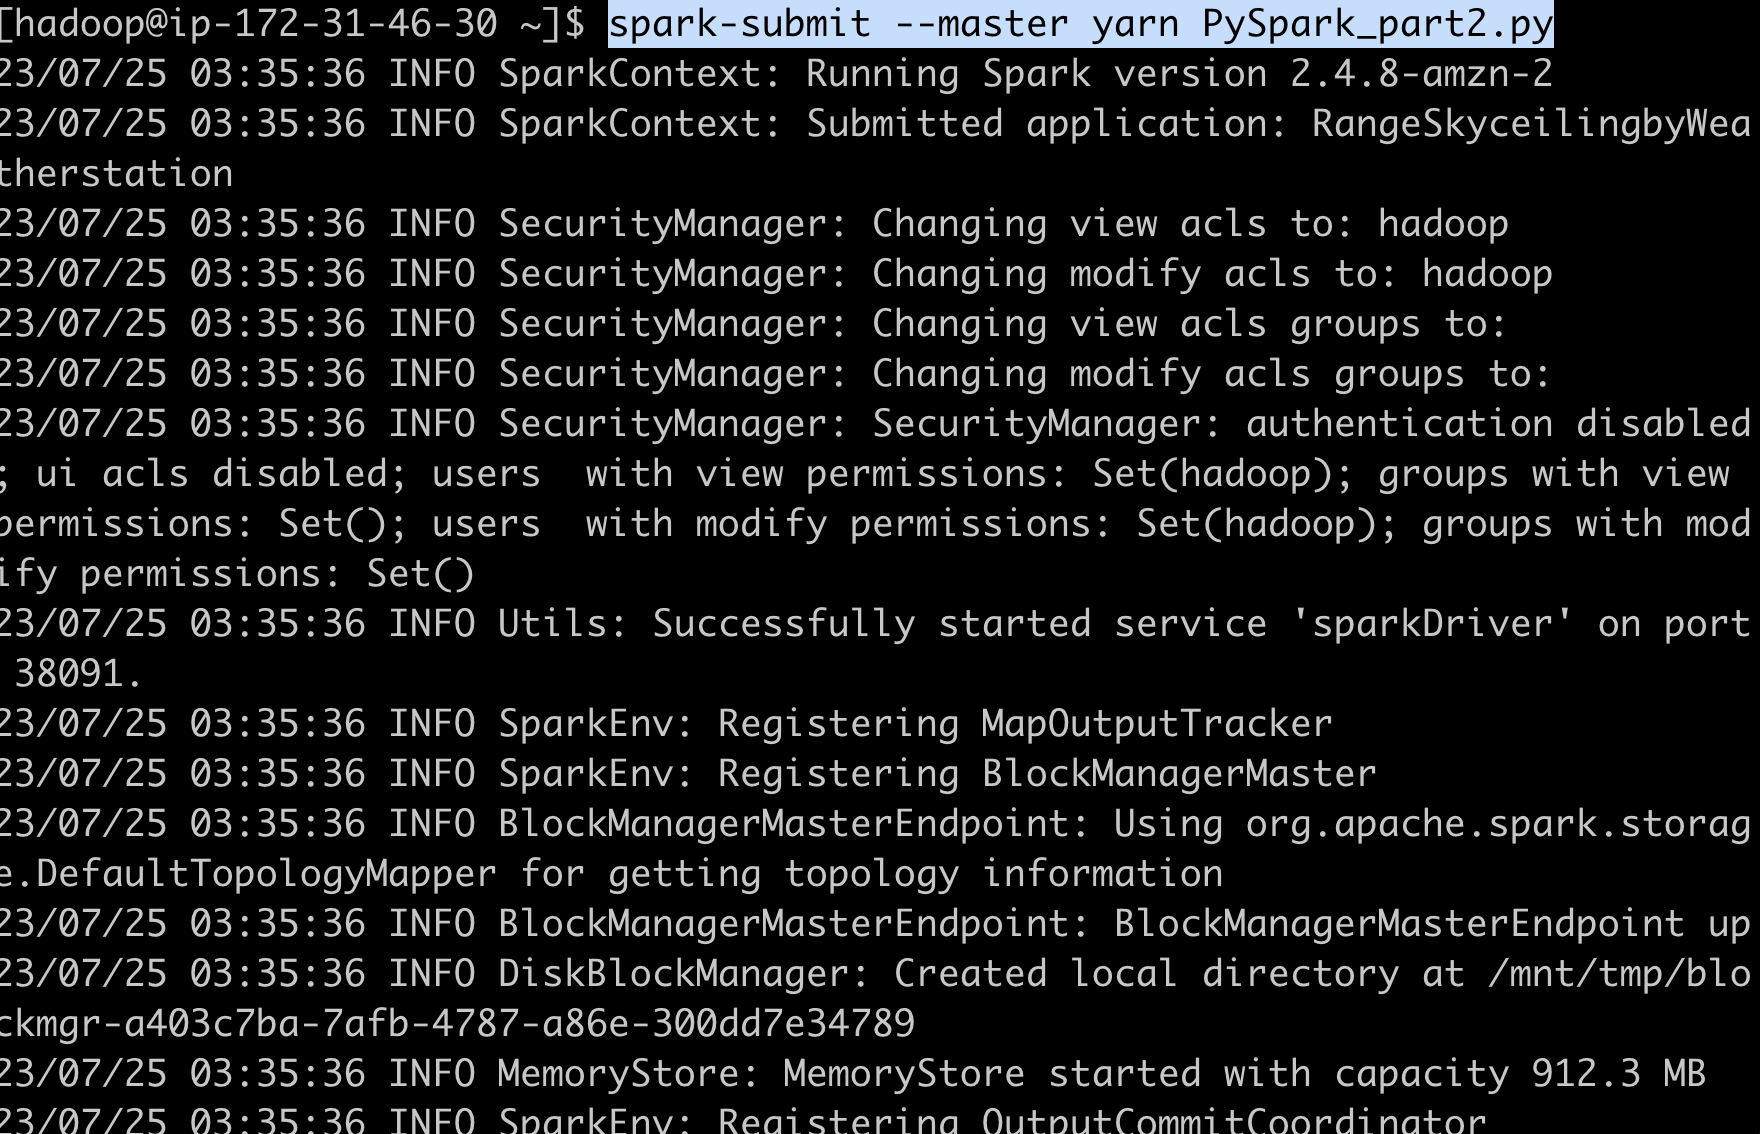 [hadoop@ip-172-31-46-30 ~]$ spark-submit --master yarn PySpark_part2.py
23/07/25 03:35:36 INFO SparkContext: Running Spark version 2.4.8-amzn-2
23/07/25 03:35:36 INFO SparkContext: Submitted application: RangeSkyceilingbyWea
therstation
23/07/25 03:35:36 INFO SecurityManager: Changing view acls to: hadoop
23/07/25 03:35:36 INFO SecurityManager: Changing modify acls to: hadoop
23/07/25 03:35:36 INFO SecurityManager: Changing view acls groups to:
23/07/25 03:35:36 INFO SecurityManager: Changing modify acls groups to:
23/07/25 03:35:36 INFO SecurityManager: SecurityManager: authentication disabled
; ui acls disabled; users  with view permissions: Set(hadoop); groups with view
permissions: Set(); users  with modify permissions: Set(hadoop); groups with mod
ify permissions: Set()
23/07/25 03:35:36 INFO Utils: Successfully started service 'sparkDriver' on port
 38091.
23/07/25 03:35:36 INFO SparkEnv: Registering MapOutputTracker
23/07/25 03:35:36 INFO SparkEnv: Registering BlockManagerMaster
23/07/25 03:35:36 INFO BlockManagerMasterEndpoint: Using org.apache.spark.storag
e.DefaultTopologyMapper for getting topology information
23/07/25 03:35:36 INFO BlockManagerMasterEndpoint: BlockManagerMasterEndpoint up
23/07/25 03:35:36 INFO DiskBlockManager: Created local directory at /mnt/tmp/blo
ckmgr-a403c7ba-7afb-4787-a86e-300dd7e34789
23/07/25 03:35:36 INFO MemoryStore: MemoryStore started with capacity 912.3 MB
23/07/25 03:35:36 INFO SparkEnv: Registering OutputCommitCoordinator